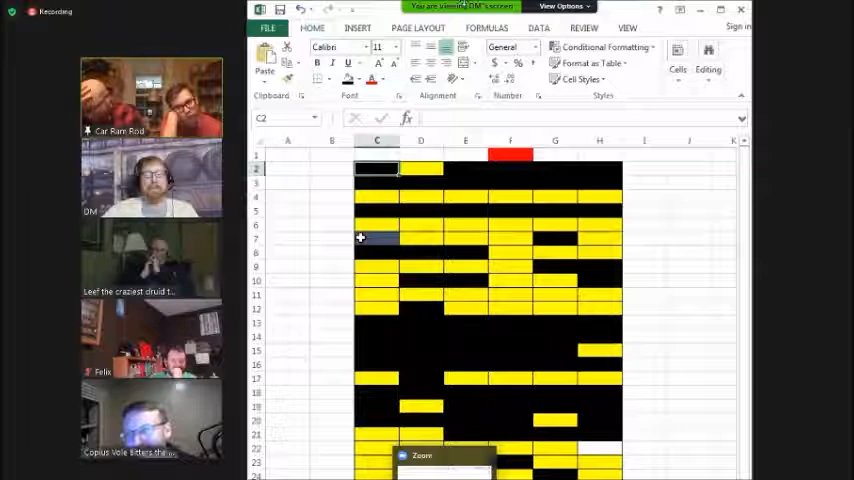 Recording
You are viewing DM's screen
View Options
Sign in
FILE
HOME
INSERT
PAGE LAYOUT
FORMULAS
DATA
REVIEW
VIEW
Calibri
11
General
Conditional Formatting
Format as Table
Cell Styles
Paste
Cells
Editing
B I U
A
$ %
Clipboard
Font
Alignment
Number
Styles
C2
fx
A B C D E F G H I J K
1
2
3
4
5
6
7
8
9
10
11
12
13
14
15
16
17
18
19
20
21
22
23
24
Car Ram Rod
DM
Leef the craziest druid t...
Felix
Copius Vole Bitters the ...
Zoom